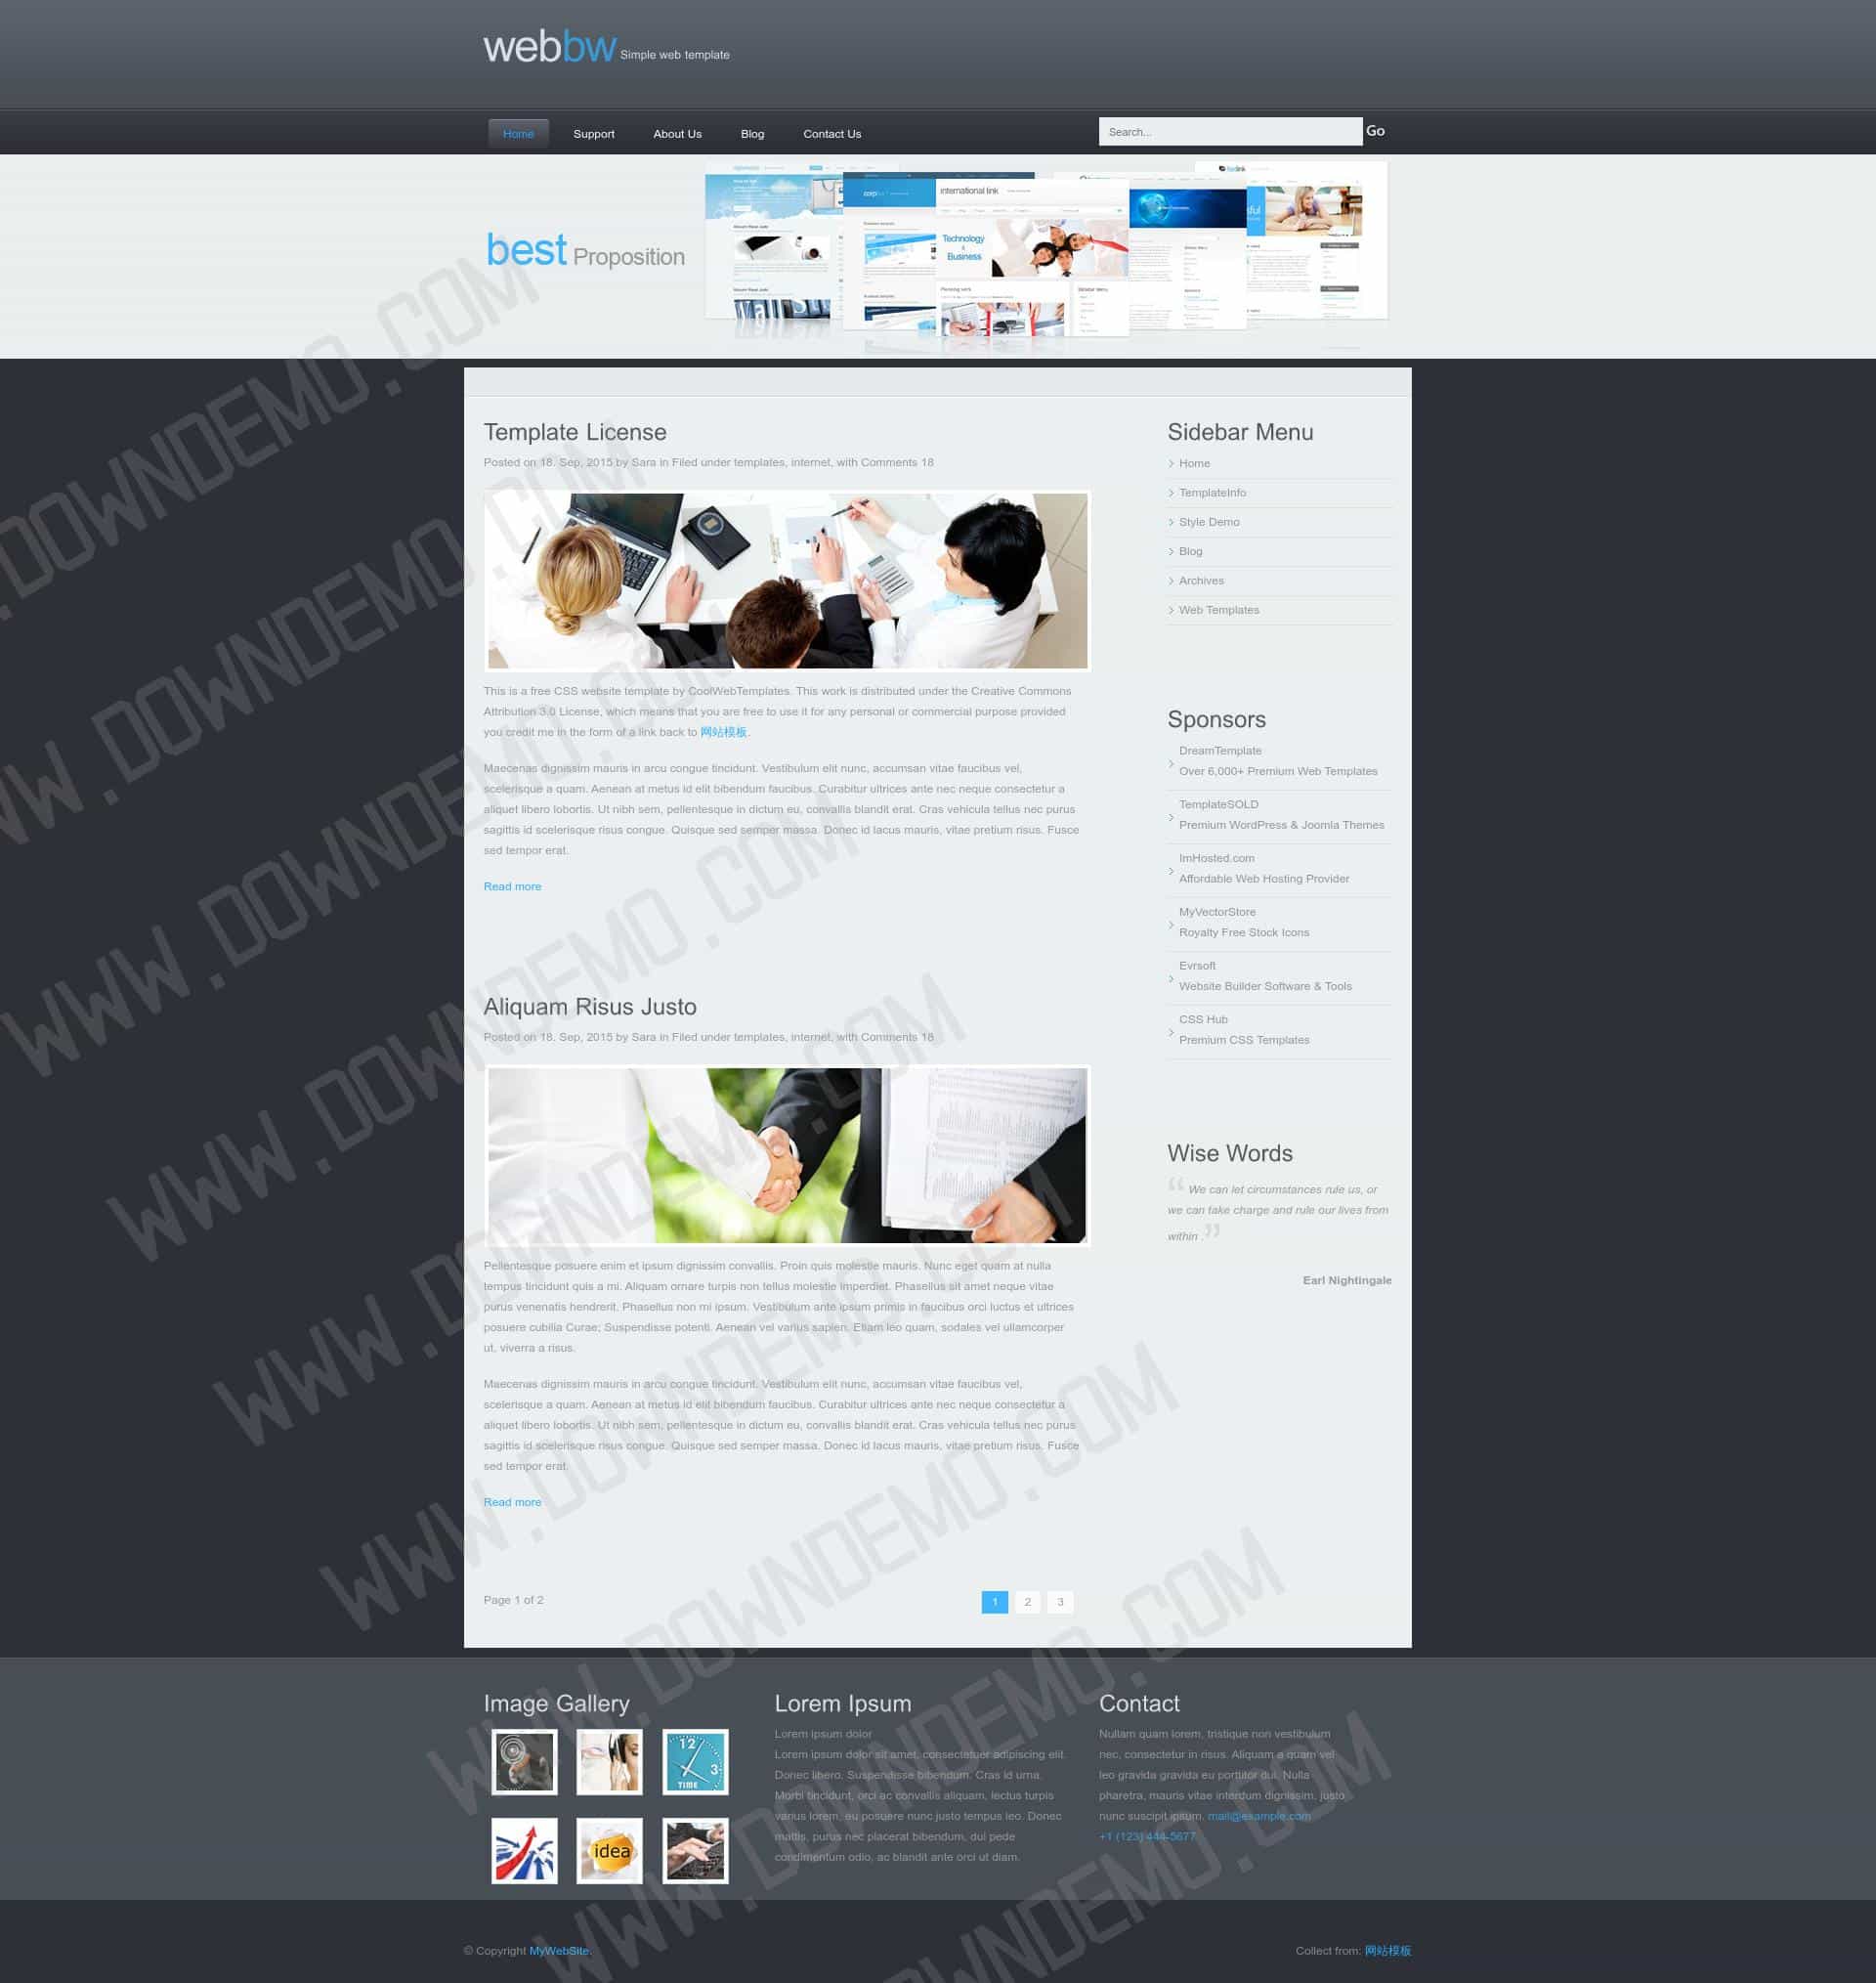 webbw Simple web template
Home Support About Us Blog Contact Us Search... Go
best Proposition
international link
Technology
&
Business
Template License
Posted on 18. Sep, 2015 by Sara in Filed under templates, internet, with Comments 18
This is a free CSS website template by CoolWebTemplates. This work is distributed under the Creative Commons
Attribution 3.0 License, which means that you are free to use it for any personal or commercial purpose provided
you credit me in the form of a link back to 网站模板.
Maecenas dignissim mauris in arcu congue tincidunt. Vestibulum elit nunc, accumsan vitae faucibus vel,
scelerisque a quam. Aenean at metus id elit bibendum faucibus. Curabitur ultrices ante nec neque consectetur a
aliquet libero lobortis. Ut nibh sem, pellentesque in dictum eu, convallis blandit erat. Cras vehicula tellus nec purus
sagittis id scelerisque risus congue. Quisque sed semper massa. Donec id lacus mauris, vitae pretium risus. Fusce
sed tempor erat.
Read more
Aliquam Risus Justo
Posted on 18. Sep, 2015 by Sara in Filed under templates, internet, with Comments 18
Pellentesque posuere enim et ipsum dignissim convallis. Proin quis molestie mauris. Nunc eget quam at nulla
tempus tincidunt quis a mi. Aliquam ornare turpis non tellus molestie imperdiet. Phasellus sit amet neque vitae
purus venenatis hendrerit. Phasellus non mi ipsum. Vestibulum ante ipsum primis in faucibus orci luctus et ultrices
posuere cubilia Curae; Suspendisse potenti. Aenean vel varius sapien. Etiam leo quam, sodales vel ullamcorper
ut, viverra a risus.
Maecenas dignissim mauris in arcu congue tincidunt. Vestibulum elit nunc, accumsan vitae faucibus vel,
scelerisque a quam. Aenean at metus id elit bibendum faucibus. Curabitur ultrices ante nec neque consectetur a
aliquet libero lobortis. Ut nibh sem, pellentesque in dictum eu, convallis blandit erat. Cras vehicula tellus nec purus
sagittis id scelerisque risus congue. Quisque sed semper massa. Donec id lacus mauris, vitae pretium risus. Fusce
sed tempor erat.
Read more
Page 1 of 2
1 2 3
Sidebar Menu
Home
TemplateInfo
Style Demo
Blog
Archives
Web Templates
Sponsors
DreamTemplate
Over 6,000+ Premium Web Templates
TemplateSOLD
Premium WordPress & Joomla Themes
ImHosted.com
Affordable Web Hosting Provider
MyVectorStore
Royalty Free Stock Icons
Evrsoft
Website Builder Software & Tools
CSS Hub
Premium CSS Templates
Wise Words
“ We can let circumstances rule us, or
we can take charge and rule our lives from
within .”
Earl Nightingale
Image Gallery
12
3
TIME
idea
Lorem Ipsum
Lorem ipsum dolor
Lorem ipsum dolor sit amet, consectetuer adipiscing elit.
Donec libero. Suspendisse bibendum. Cras id urna.
Morbi tincidunt, orci ac convallis aliquam, lectus turpis
varius lorem, eu posuere nunc justo tempus leo. Donec
mattis, purus nec placerat bibendum, dui pede
condimentum odio, ac blandit ante orci ut diam.
Contact
Nullam quam lorem, tristique non vestibulum
nec, consectetur in risus. Aliquam a quam vel
leo gravida gravida eu porttitor dui. Nulla
pharetra, mauris vitae interdum dignissim, justo
nunc suscipit ipsum. mail@example.com
+1 (123) 444-5677
© Copyright MyWebSite.
Collect from: 网站模板
WWW.DOWNDEMO.COM
WWW.DOWNDEMO.COM
WWW.DOWNDEMO.COM
WWW.DOWNDEMO.COM
WWW.DOWNDEMO.COM
WWW.DOWNDEMO.COM
WWW.DOWNDEMO.COM
WWW.DOWNDEMO.COM